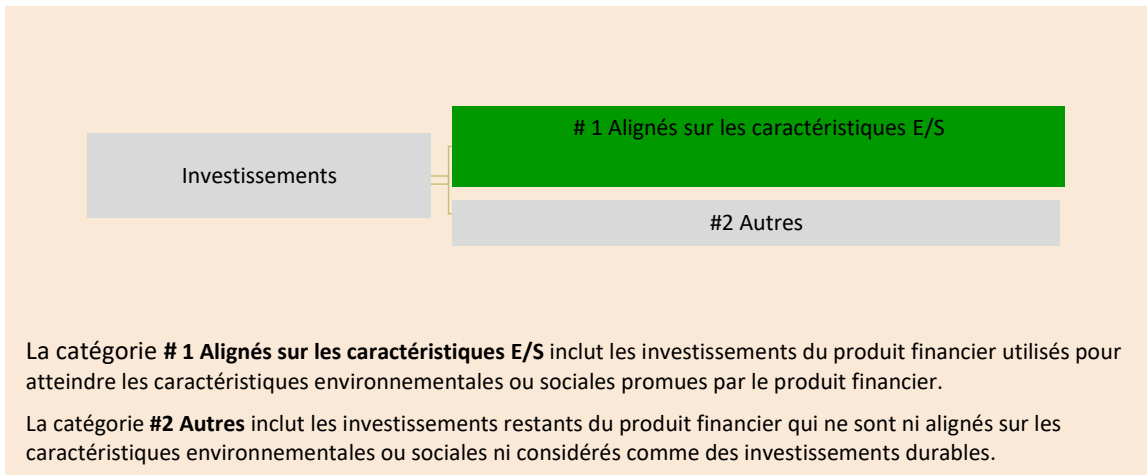 # 1 Alignés sur les caractéristiques E/S
Investissements
#2 Autres
La catégorie # 1 Alignés sur les caractéristiques E/S inclut les investissements du produit financier utilisés pour
atteindre les caractéristiques environnementales ou sociales promues par le produit financier.
La catégorie #2 Autres inclut les investissements restants du produit financier qui ne sont ni alignés sur les
caractéristiques environnementales ou sociales ni considérés comme des investissements durables.